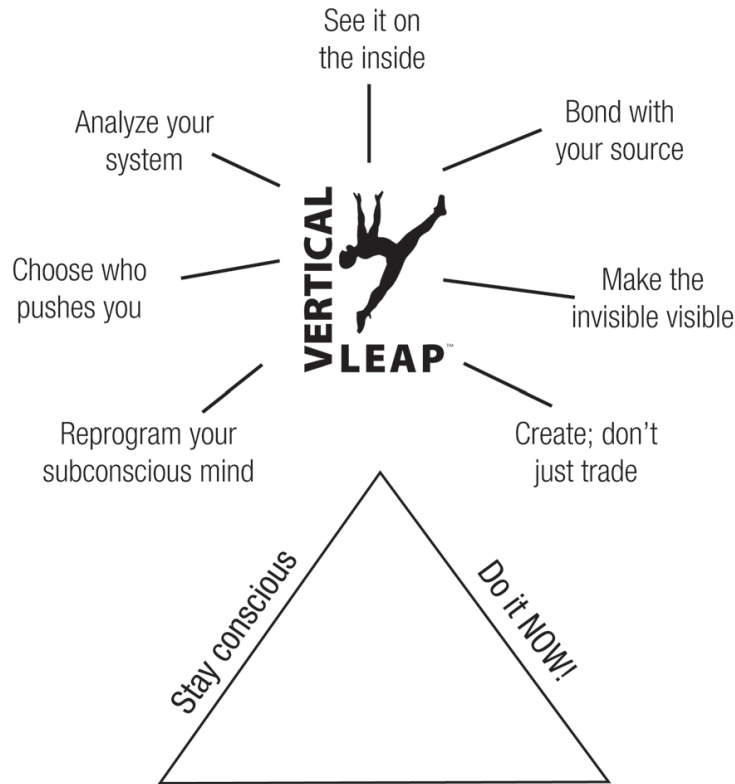 See it on
the inside
Analyze your
system
Bond with
your source
Choose who
pushes you
VERTICAL
LEAP™
Make the
invisible visible
Reprogram your
subconscious mind
Create; don't
just trade
Stay conscious
Do it NOW!